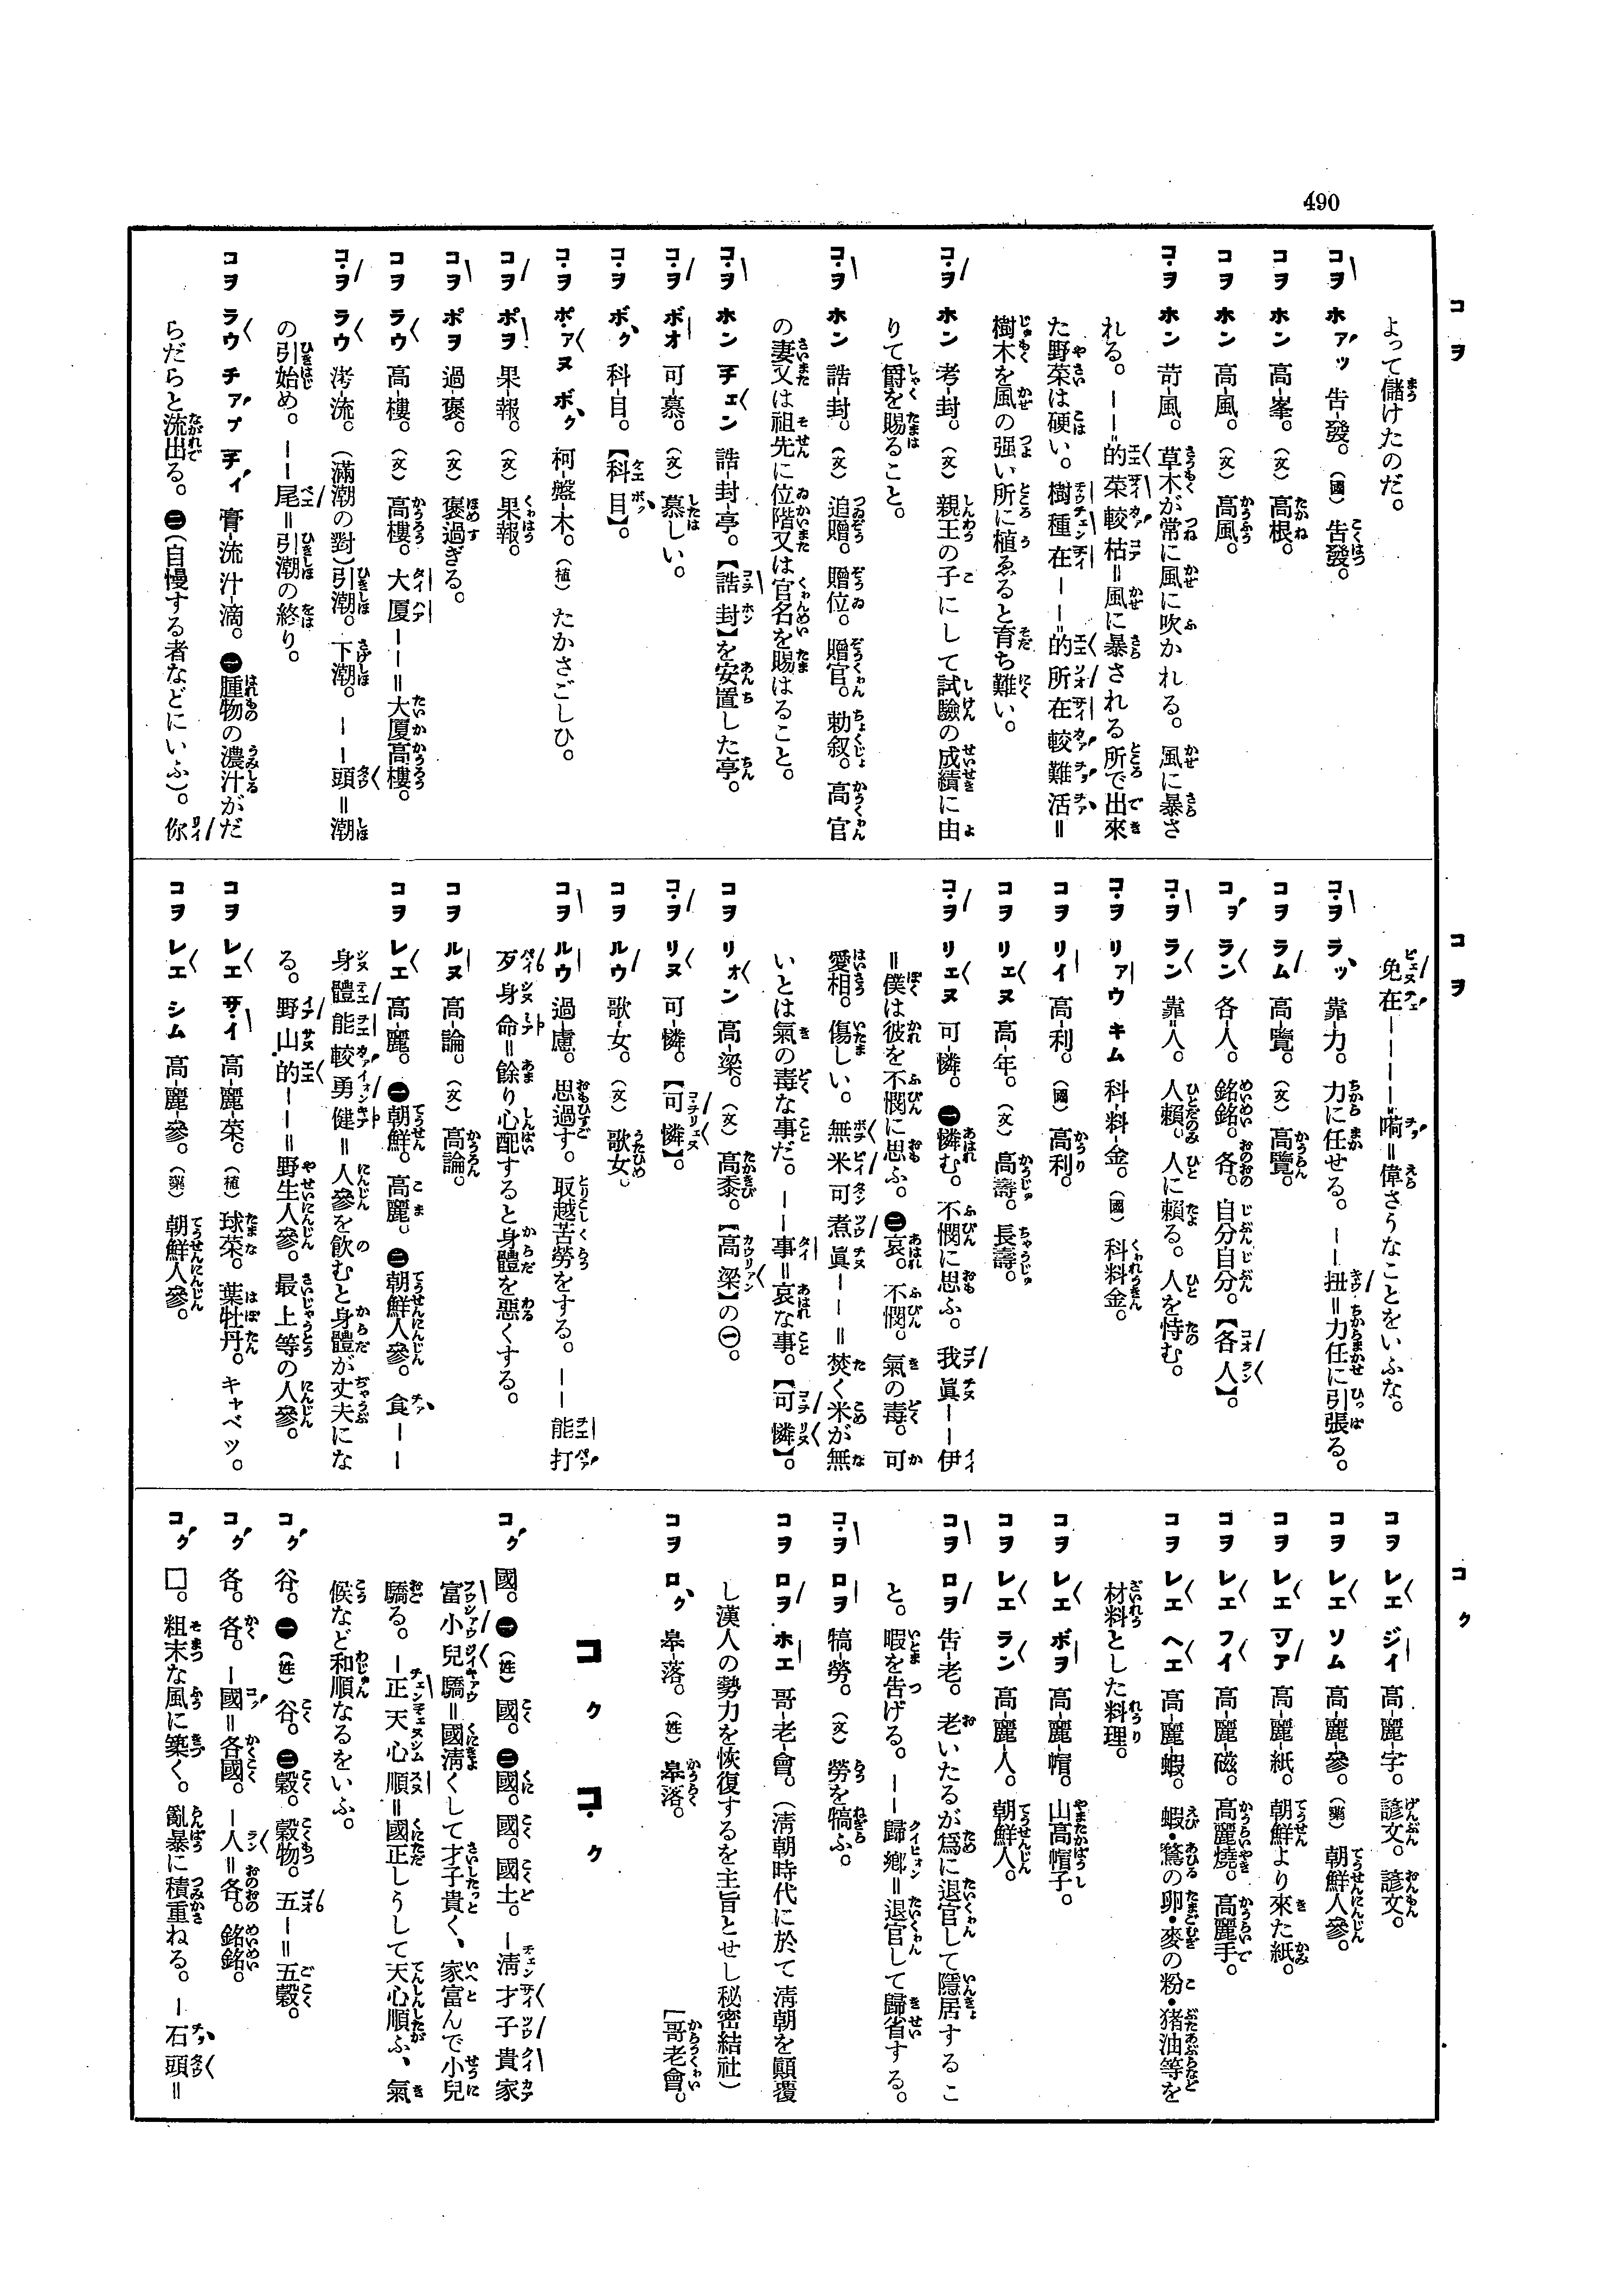 490
コヲ
よって儲けたのだ。
コ・ヲ ホァッ 告-發。(國) 告發。
コヲ ホン 高-峯。(文) 高根。
コヲ ホン 高-風。(文) 高風。
コ・ヲ ホン 苛-風。 草木が常に風に吹かれる。風に暴さ
れる。——的菜較枯=風に暴される所で出來
た野菜は硬い。樹種在——的所在較難活=
樹木を風の强い所に植ゑると育ち難い。
コ・ヲ ホン 考-封。(文) 親王の子にして試驗の成績に由
りて爵を賜ること。
コ・ヲ ホン 誥-封。(文) 追贈。贈位。贈官。勅叙。高官
の妻又は祖先に位階又は官名を賜はること。
コ・ヲ ホン チェン 誥-封-亭。【誥封】を安置した亭。
コ・ヲ ボオ 可-慕。(文) 慕しい。
コ・ヲ ボク 科-目。【科目】。
コ・ヲ ポァヌ ボク 柯-盤-木。(植) たかさごしひ。
コヲ ポヲ 果-報。(文) 果報。
コヲ ポヲ 過-褒。(文) 褒過ぎる。
コヲ ラウ 高-樓。(文) 高樓。大厦——=大厦高樓。
コ・ヲ ラウ 洘-流。(滿潮の對)引潮。下潮。——頭=潮
の引始め。——尾=引潮の終り。
コヲ ラウ チァプ チィ 膏-流 汁-滴。㊀腫物の濃汁がだ
らだらと流出る。㊁(自慢する者などにいふ)。你
コヲ
免在————喃=偉さうなことをいふな。
コ・ヲ ラッ 靠-力。力に任せる。——扭=力任に引張る。
コヲ ラム 高-覽。(文) 高覽。
コヲ ラン 各-人。銘銘。各。自分自分。【各人】。
コ・ヲ ラン 靠-人。人賴。人に賴る。人を恃む。
コ・ヲ リァウ キム 科-料-金。(國) 科料金。
コヲ リイ 高-利。(國) 高利。
コヲ リェヌ 高-年。(文) 高壽。長壽。
コ・ヲ リェヌ 可-憐。㊀憐む。不憫に思ふ。我眞——伊
=僕は彼を不憫に思ふ。㊁哀。不憫。氣の毒。可
愛相。傷しい。無米可煮眞——=焚く米が無
いとは氣の毒な事だ。——事=哀な事。【可憐】。
コヲ リォン 高-粱。(文) 高黍。【高粱】の㊀。
コ・ヲ リヌ 可-憐。【可憐】。
コヲ ルウ 歌-女。(文) 歌女。
コヲ ルウ 過-慮。思過す。取越苦勞をする。——能打
歹身命=餘り心配すると身體を惡くする。
コヲ ルヌ 高-論。(文) 高論。
コヲ レエ 高-麗。㊀朝鮮。高麗。㊁朝鮮人參。食——
身體能較勇健=人參を飮むと身體が丈夫にな
る。野山的——=野生人參。最上等の人參。
コヲ レエ サイ 高-麗-菜。(植) 球菜。葉牡丹。キャベツ。
コヲ レエ シム 高-麗-參。(藥) 朝鮮人參。
コク
コヲ レエ ジイ 高-麗-字。諺文。諺文。
コヲ レエ ソム 高-麗-參。(藥) 朝鮮人參。
コヲ レエ ツァ 高-麗-紙。朝鮮より來た紙。
コヲ レエ フイ 高-麗-磁。高麗燒。高麗手。
コヲ レエ ヘエ 高-麗-蝦。蝦・鶩の卵・麥の粉・猪油等を
材料とした料理。
コヲ レエ ボヲ 高-麗-帽。山高帽子。
コヲ レエ ラン 高-麗-人。朝鮮人。
コヲ ロヲ 告-老。老いたるが爲に退官して隱居するこ
と。暇を告げる。——歸鄕=退官して歸省する。
コ・ヲ ロヲ 犒-勞。(文) 勞を犒ふ。
コヲ ロヲ ホエ 哥-老-會。(淸朝時代に於て淸朝を顚覆
し漢人の勢力を恢復するを主旨とせし秘密結社)
[哥老會。
コヲ ロク 皋-落。(姓) 皋落。
コク コ・ク
コク 國。㊀(姓) 國。㊁國。國。國土。—淸才子貴家
富小兒驕=國淸くして才子貴く、家富んで小兒
驕る。—正天心順=國正しうして天心順ふ、氣
候など和順なるをいふ。
コク 谷。㊀(姓) 谷。㊁穀。穀物。五—=五穀。
コク 各。各。—國=各國。—人=各。銘銘。
コク 囗。粗末な風に築く。亂暴に積重ねる。—石頭=